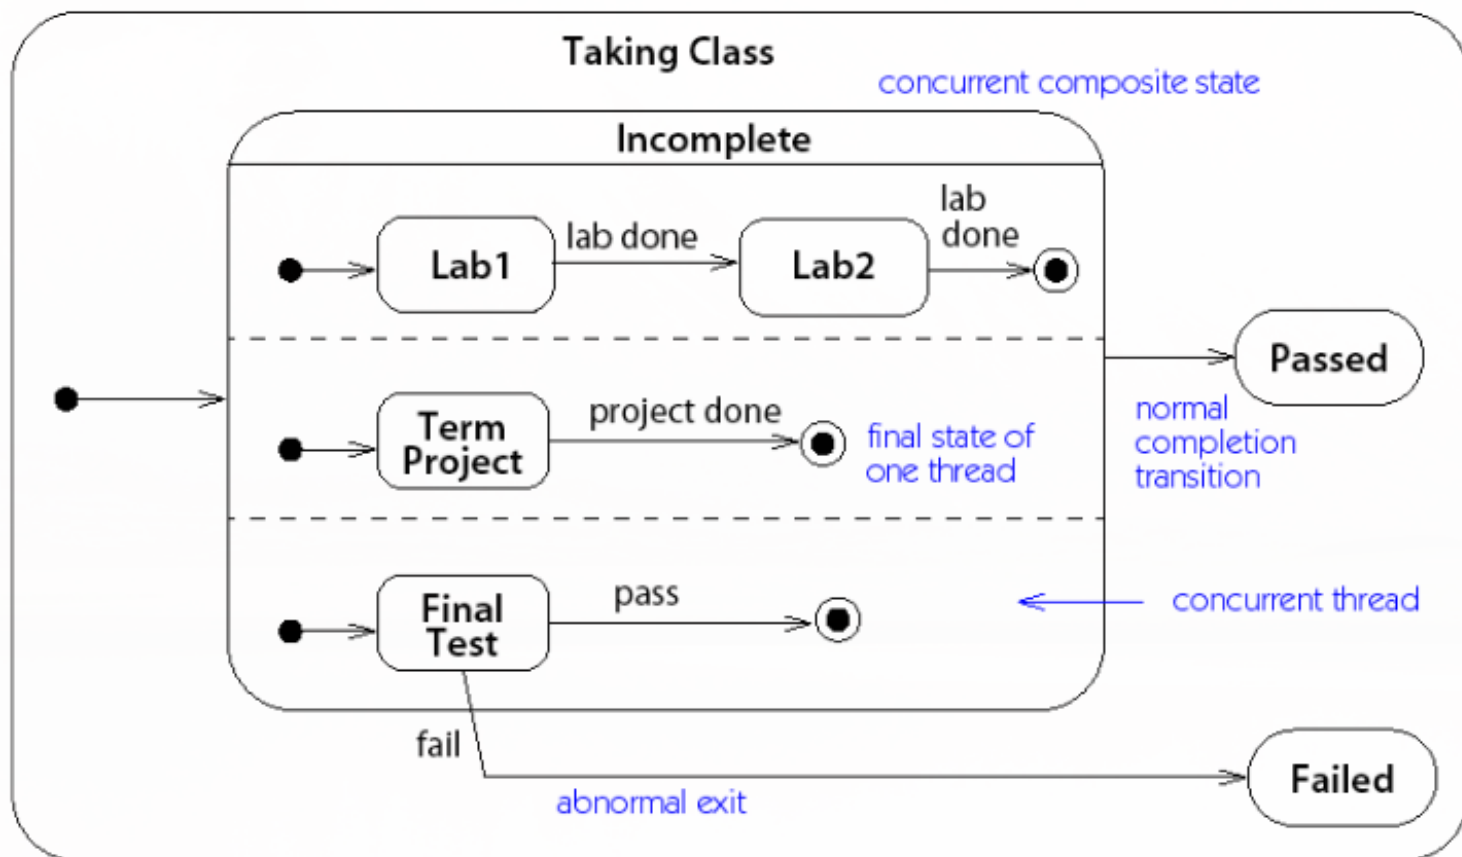 Taking Class
concurrent composite state
Incomplete
Lab1
lab done
Lab2
lab
done
Passed
normal
completion
transition
Term
Project
project done
final state of
one thread
Final
Test
pass
concurrent thread
fail
abnormal exit
Failed